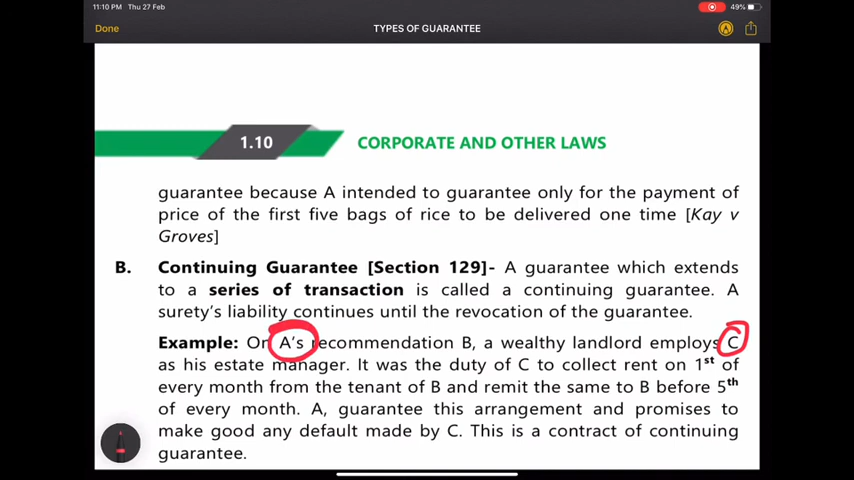 11:10 PM Thu 27 Feb
49%
Done
TYPES OF GUARANTEE
1.10
CORPORATE AND OTHER LAWS
guarantee because A intended to guarantee only for the payment of
price of the first five bags of rice to be delivered one time [Kay v
Groves]
B. Continuing Guarantee [Section 129]- A guarantee which extends
to a series of transaction is called a continuing guarantee. A
surety's liability continues until the revocation of the guarantee.
Example: On A's recommendation B, a wealthy landlord employs C
as his estate manager. It was the duty of C to collect rent on 1st of
every month from the tenant of B and remit the same to B before 5th
of every month. A, guarantee this arrangement and promises to
make good any default made by C. This is a contract of continuing
guarantee.